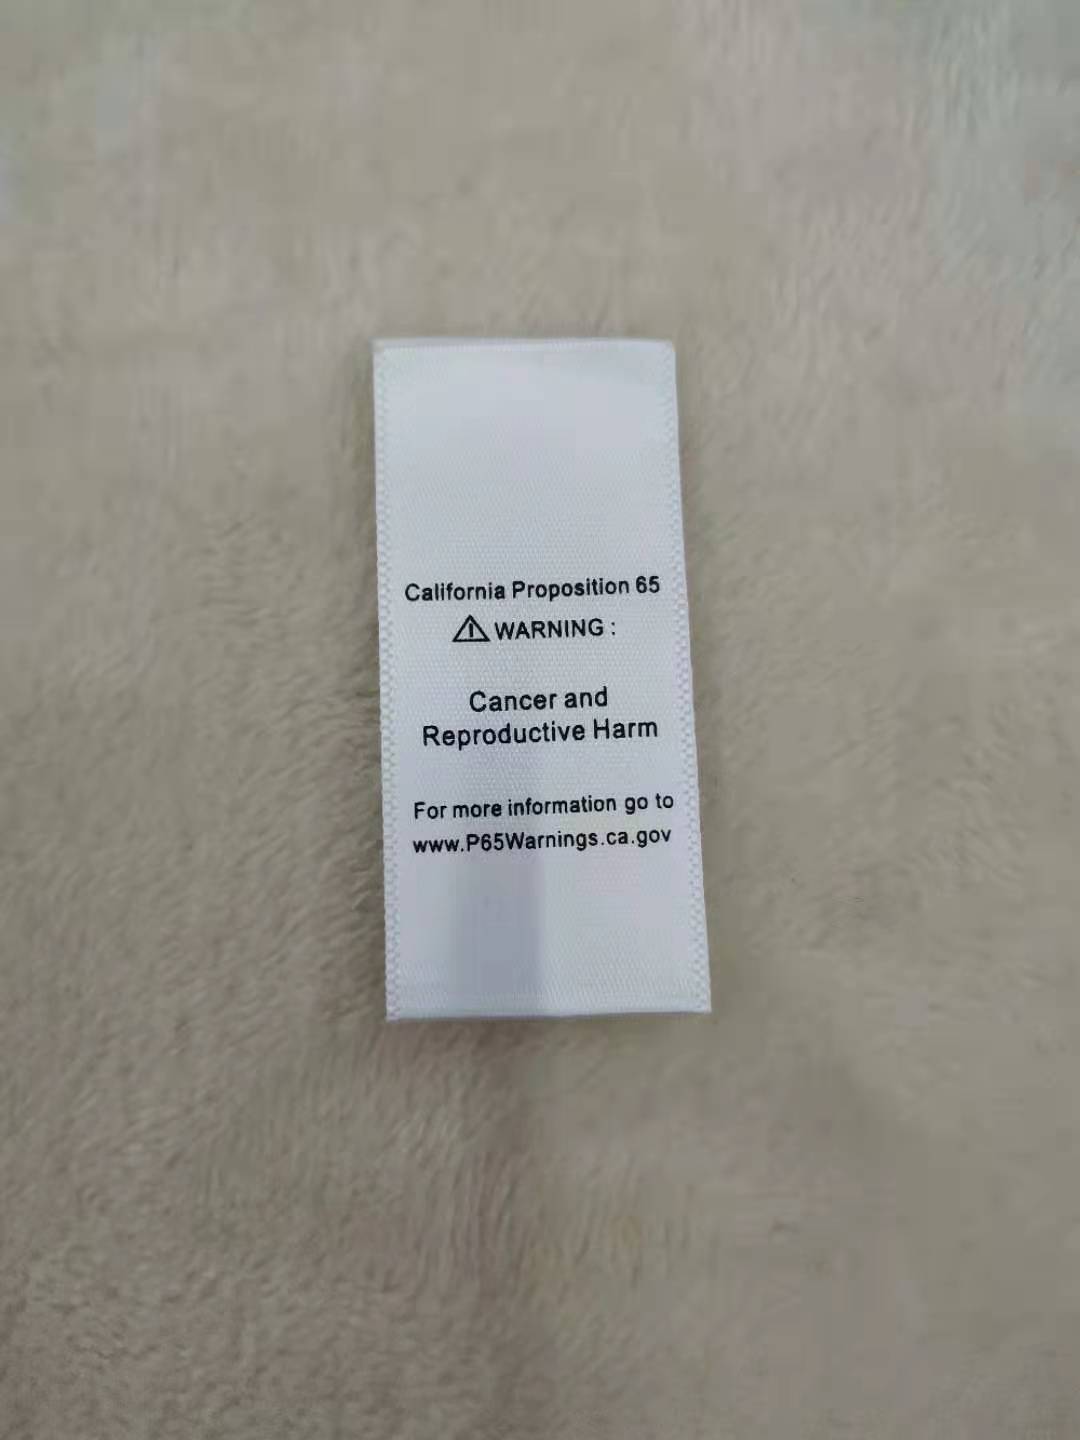 California Proposition 65
⚠ WARNING :
Cancer and
Reproductive Harm
For more information go to
www.P65Warnings.ca.gov